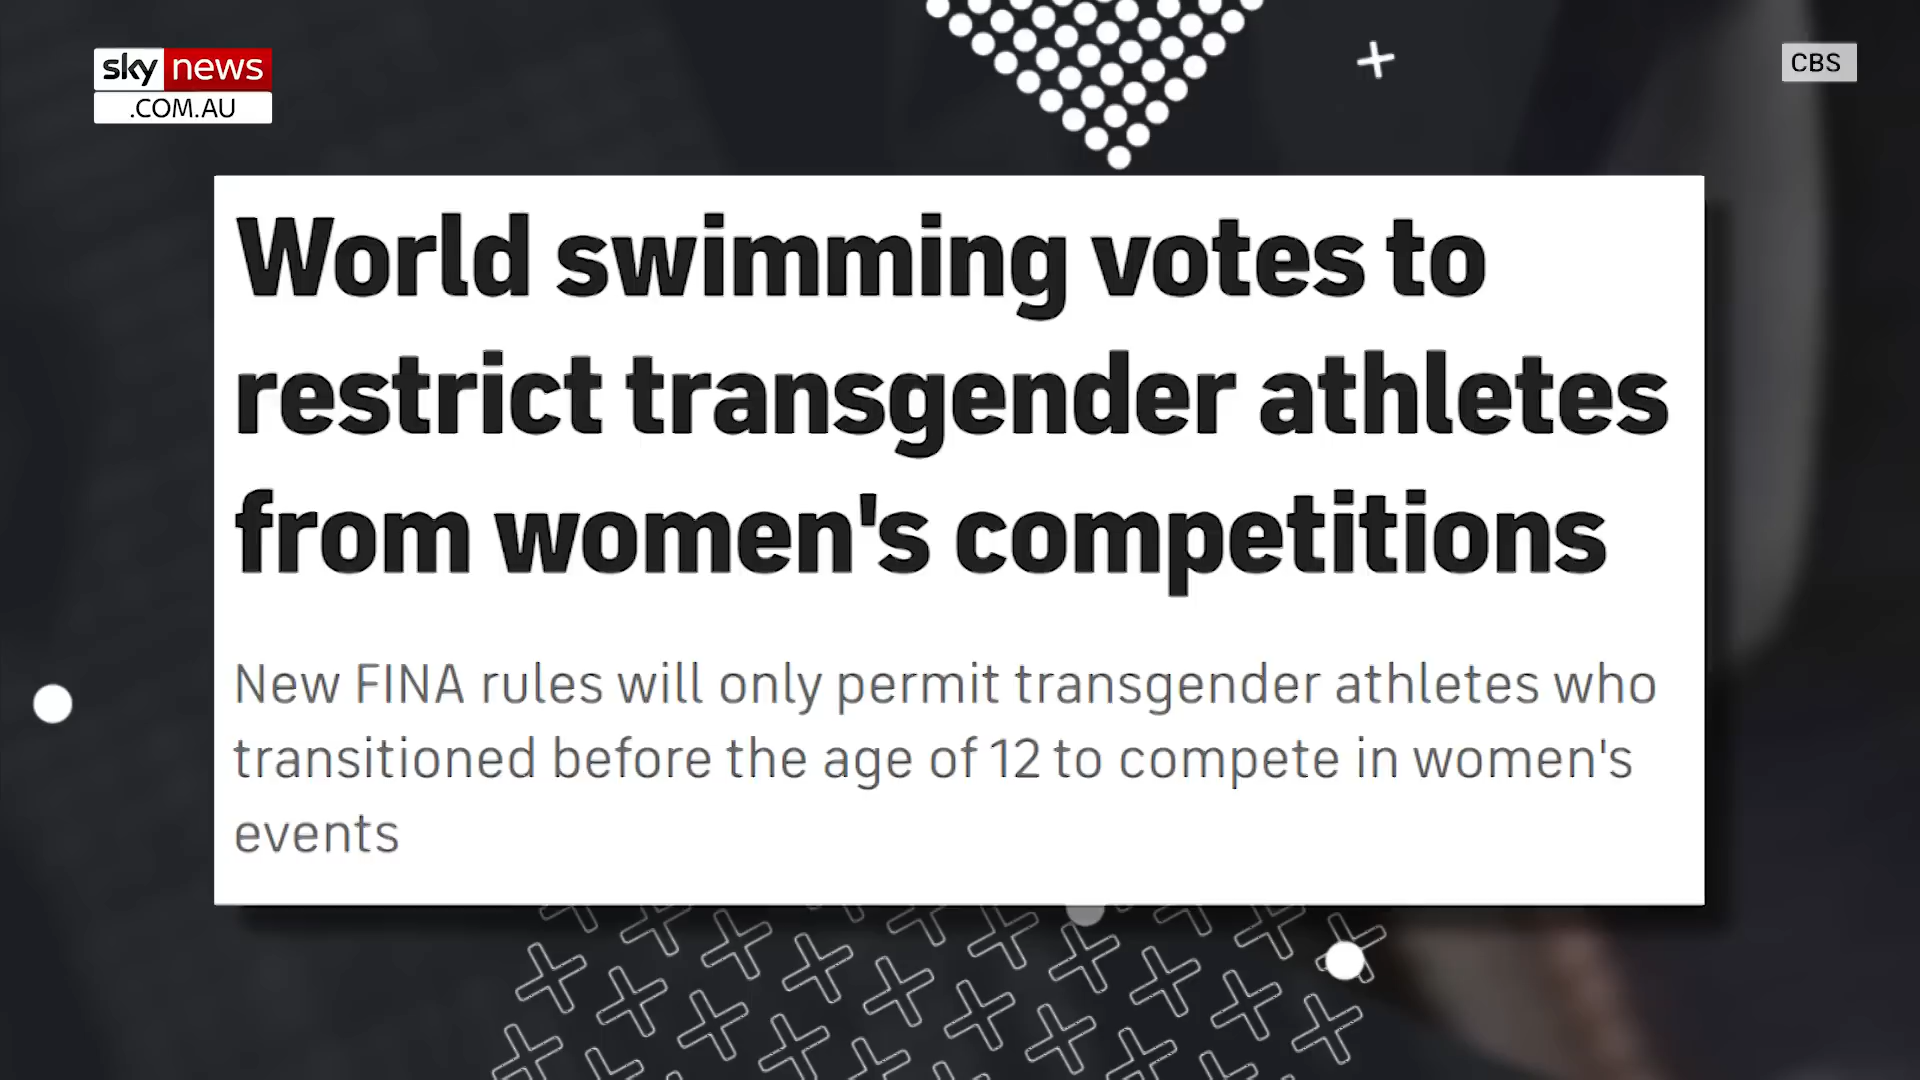 sky news
.COM.AU
CBS
World swimming votes to
restrict transgender athletes
from women's competitions
New FINA rules will only permit transgender athletes who
transitioned before the age of 12 to compete in women's
events